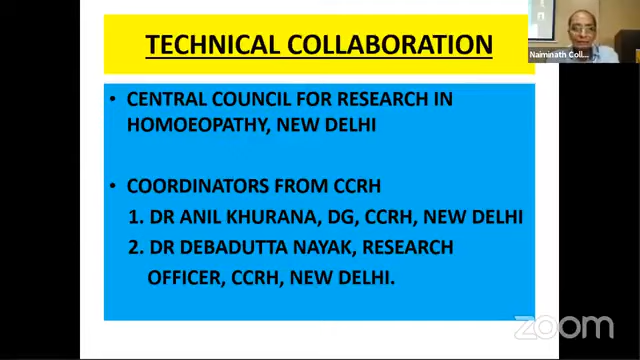 TECHNICAL COLLABORATION
Naiminath Coll...
• CENTRAL COUNCIL FOR RESEARCH IN
HOMOEOPATHY, NEW DELHI
• COORDINATORS FROM CCRH
1. DR ANIL KHURANA, DG, CCRH, NEW DELHI
2. DR DEBADUTTA NAYAK, RESEARCH
OFFICER, CCRH, NEW DELHI.
zoom